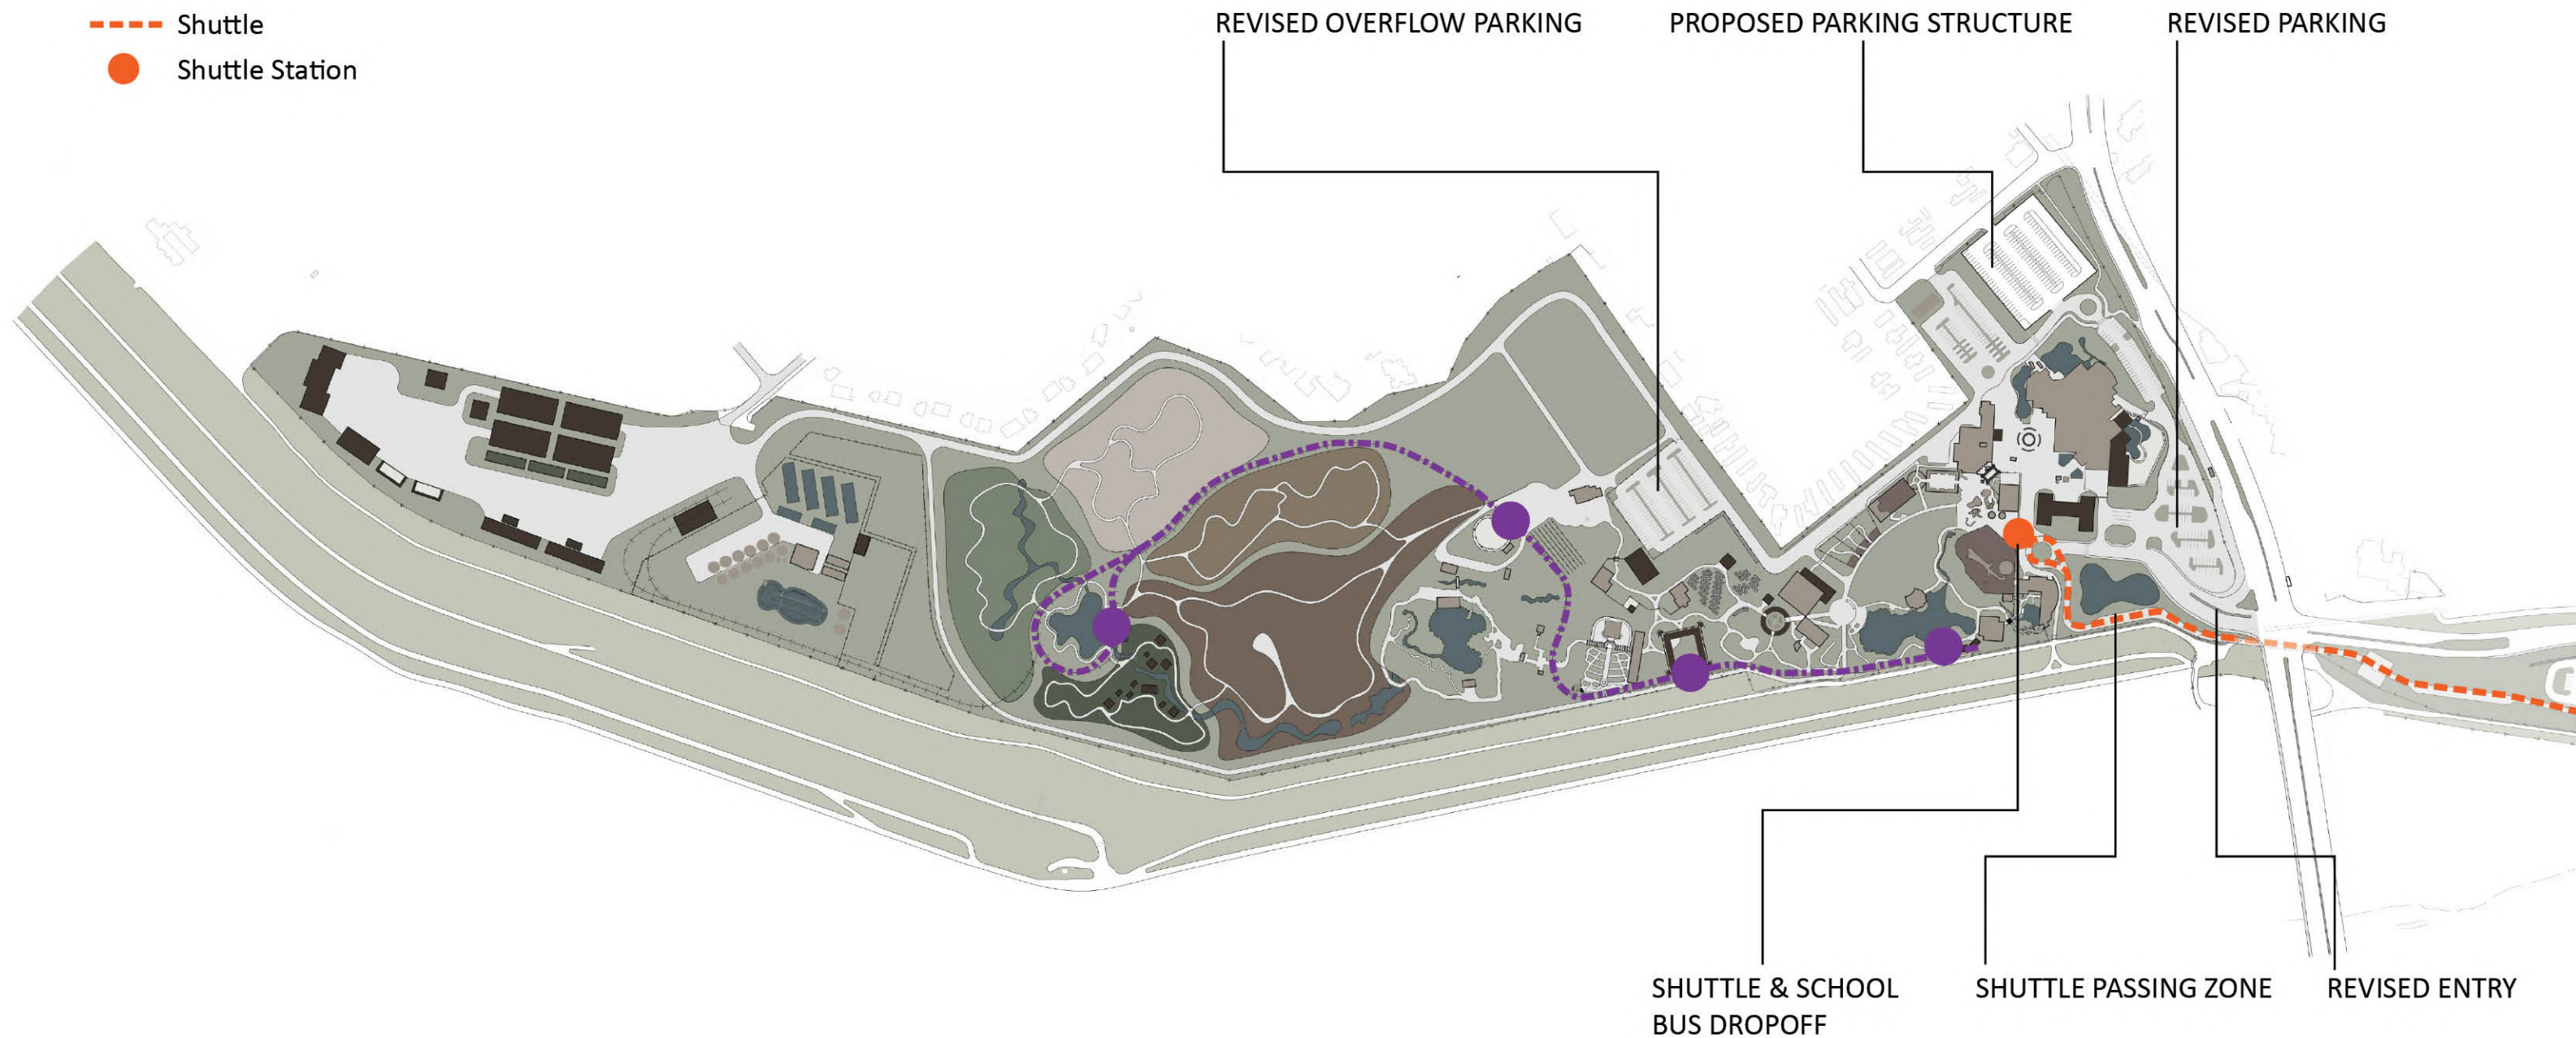 Shuttle
Shuttle Station
REVISED OVERFLOW PARKING
PROPOSED PARKING STRUCTURE
REVISED PARKING
SHUTTLE & SCHOOL
BUS DROPOFF
SHUTTLE PASSING ZONE
REVISED ENTRY